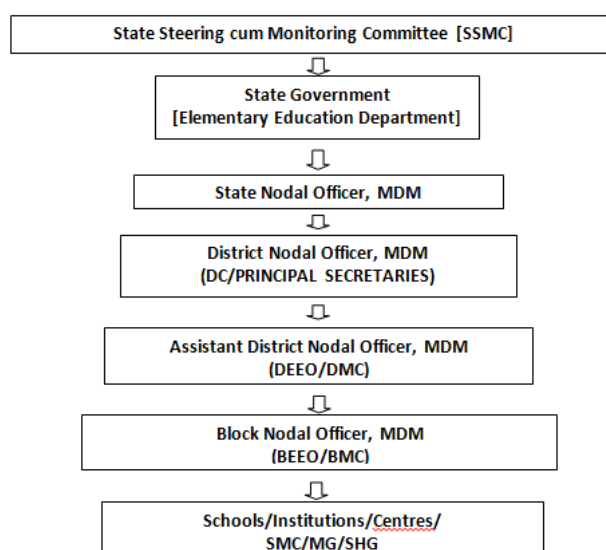 State Steering cum Monitoring Committee [SSMC]
State Government
[Elementary Education Department]
State Nodal Officer, MDM
District Nodal Officer, MDM
(DC/PRINCIPAL SECRETARIES)
Assistant District Nodal Officer, MDM
(DEEO/DMC)
Block Nodal Officer, MDM
(BEEO/BMC)
Schools/Institutions/Centres/
SMC/MG/SHG